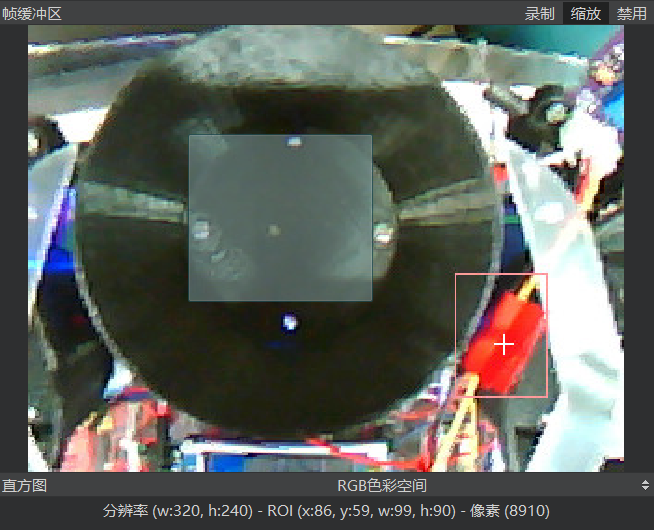 帧缓冲区 录制 缩放 禁用
直方图 RGB色彩空间
分辨率 (w:320, h:240) - ROI (x:86, y:59, w:99, h:90) - 像素 (8910)